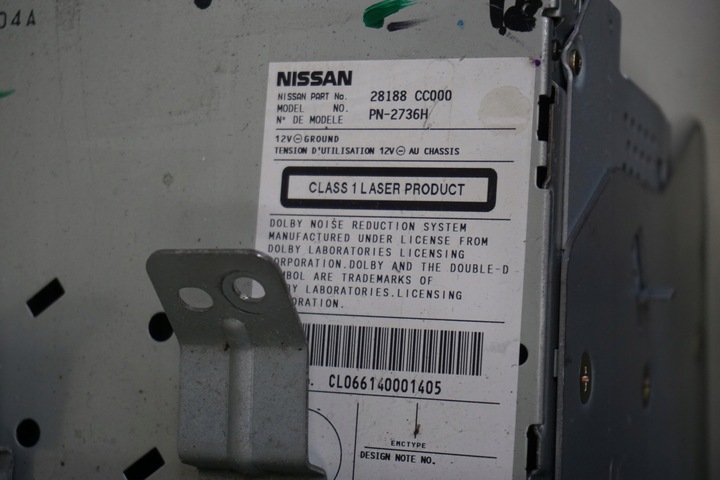 04A
NISSAN
NISSAN PART No. 28188 CC000
MODEL NO. PN-2736H
N° DE MODELE
12V⊖GROUND
TENSION D'UTILISATION 12V⊖ AU CHASSIS
CLASS 1 LASER PRODUCT
DOLBY NOISE REDUCTION SYSTEM
MANUFACTURED UNDER LICENSE FROM
DOLBY LABORATORIES LICENSING
ORPORATION.DOLBY AND THE DOUBLE-D
MBOL ARE TRADEMARKS OF
BY LABORATORIES.LICENSING
ORATION.
CL066140001405
EMCTYPE
DESIGN NOTE NO.